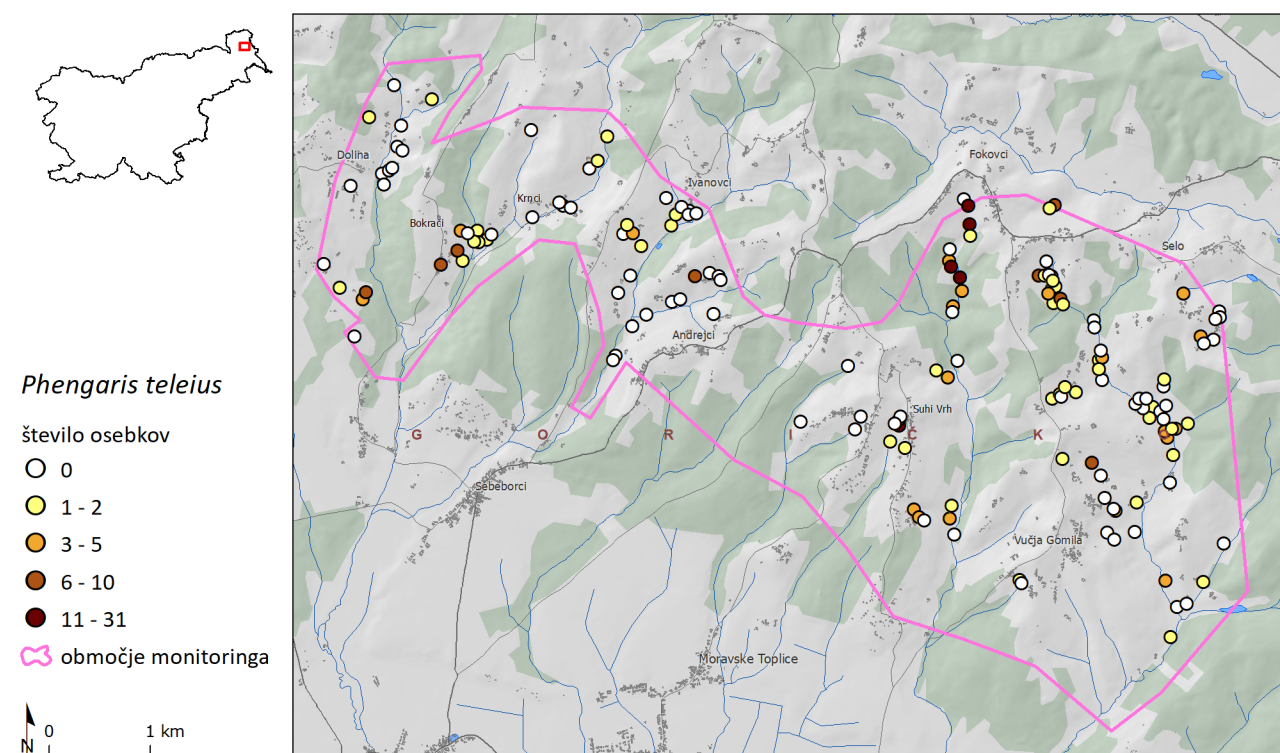 Phengaris teleius
število osebkov
0
1 - 2
3 - 5
6 - 10
11 - 31
območje monitoringa
N
0
1 km
Doliha
Fokovci
Ivanovci
Krnci
Bokrači
Selo
Andrejci
Suhi Vrh
G O R I Č K
Sebeborci
Vučja Gomila
Moravske Toplice